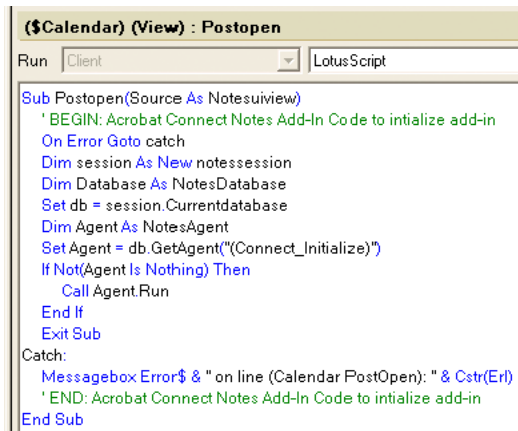 ($Calendar) (View) : Postopen
Run Client LotusScript
Sub Postopen(Source As Notesuiview)
' BEGIN: Acrobat Connect Notes Add-In Code to intialize add-in
On Error Goto catch
Dim session As New notessession
Dim Database As NotesDatabase
Set db = session.Currentdatabase
Dim Agent As NotesAgent
Set Agent = db.GetAgent("(Connect_Initialize)")
If Not(Agent Is Nothing) Then
Call Agent.Run
End If
Exit Sub
Catch:
Messagebox Error$ & " on line (Calendar PostOpen): " & Cstr(Erl)
' END: Acrobat Connect Notes Add-In Code to intialize add-in
End Sub